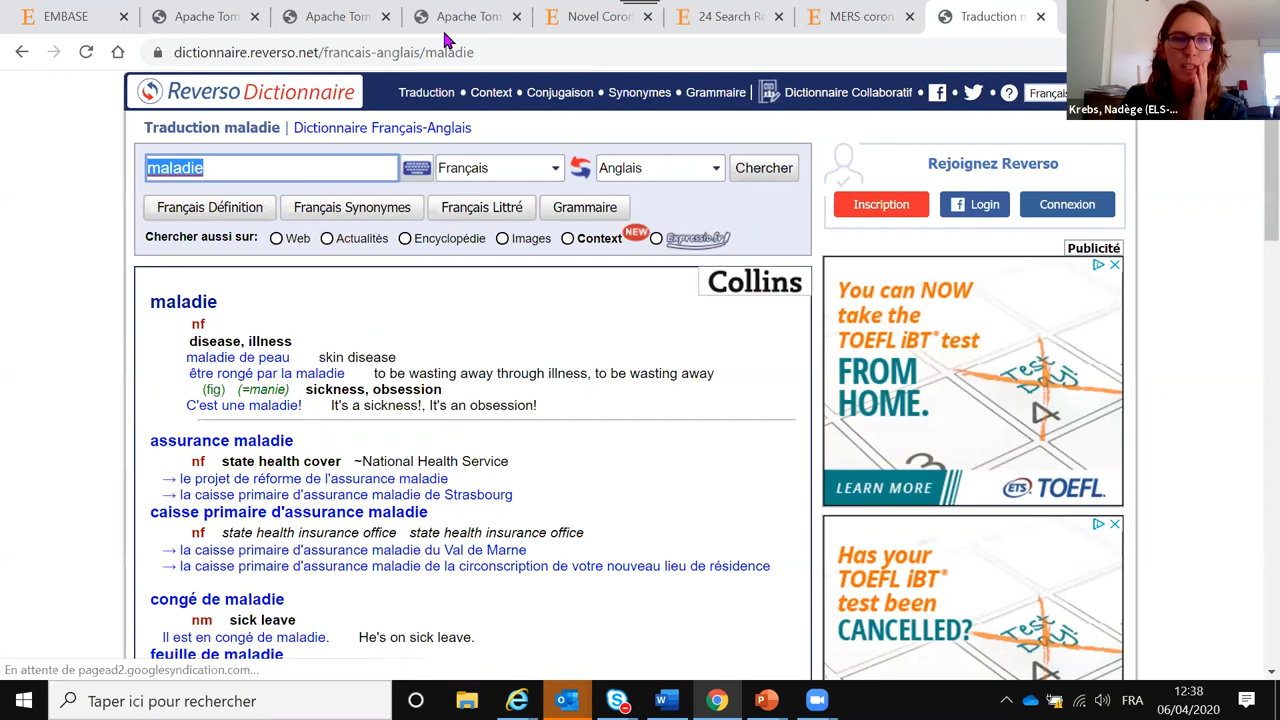 EMBASE
Apache Tom
Apache Tom
Apache Tom
Novel Coron
24 Search Re
MERS coron
Traduction m
dictionnaire.reverso.net/francais-anglais/maladie
Krebs, Nadège (ELS-...
Reverso Dictionnaire
Traduction • Context • Conjugaison • Synonymes • Grammaire
Dictionnaire Collaboratif
Françai
Traduction maladie | Dictionnaire Français-Anglais
maladie
Français
Anglais
Chercher
Français Définition
Français Synonymes
Français Littré
Grammaire
Chercher aussi sur:
Web
Actualités
Encyclopédie
Images
Context
NEW
Expressio.fr
Rejoignez Reverso
Inscription
Login
Connexion
Publicité
Collins
maladie
nf
disease, illness
maladie de peau skin disease
être rongé par la maladie to be wasting away through illness, to be wasting away
(fig) (=manie) sickness, obsession
C'est une maladie! It's a sickness!, It's an obsession!
assurance maladie
nf state health cover ~National Health Service
→ le projet de réforme de l'assurance maladie
→ la caisse primaire d'assurance maladie de Strasbourg
caisse primaire d'assurance maladie
nf state health insurance office state health insurance office
→ la caisse primaire d'assurance maladie du Val de Marne
→ la caisse primaire d'assurance maladie de la circonscription de votre nouveau lieu de résidence
congé de maladie
nm sick leave
Il est en congé de maladie. He's on sick leave.
feuille de maladie
You can NOW
take the
TOEFL iBT® test
FROM
HOME.
Test
Day!
LEARN MORE
ETS TOEFL.
Has your
TOEFL iBT®
test been
CANCELLED?
Test
Day!
En attente de pagead2.googlesyndication.com...
Taper ici pour rechercher
FRA
12:38
06/04/2020